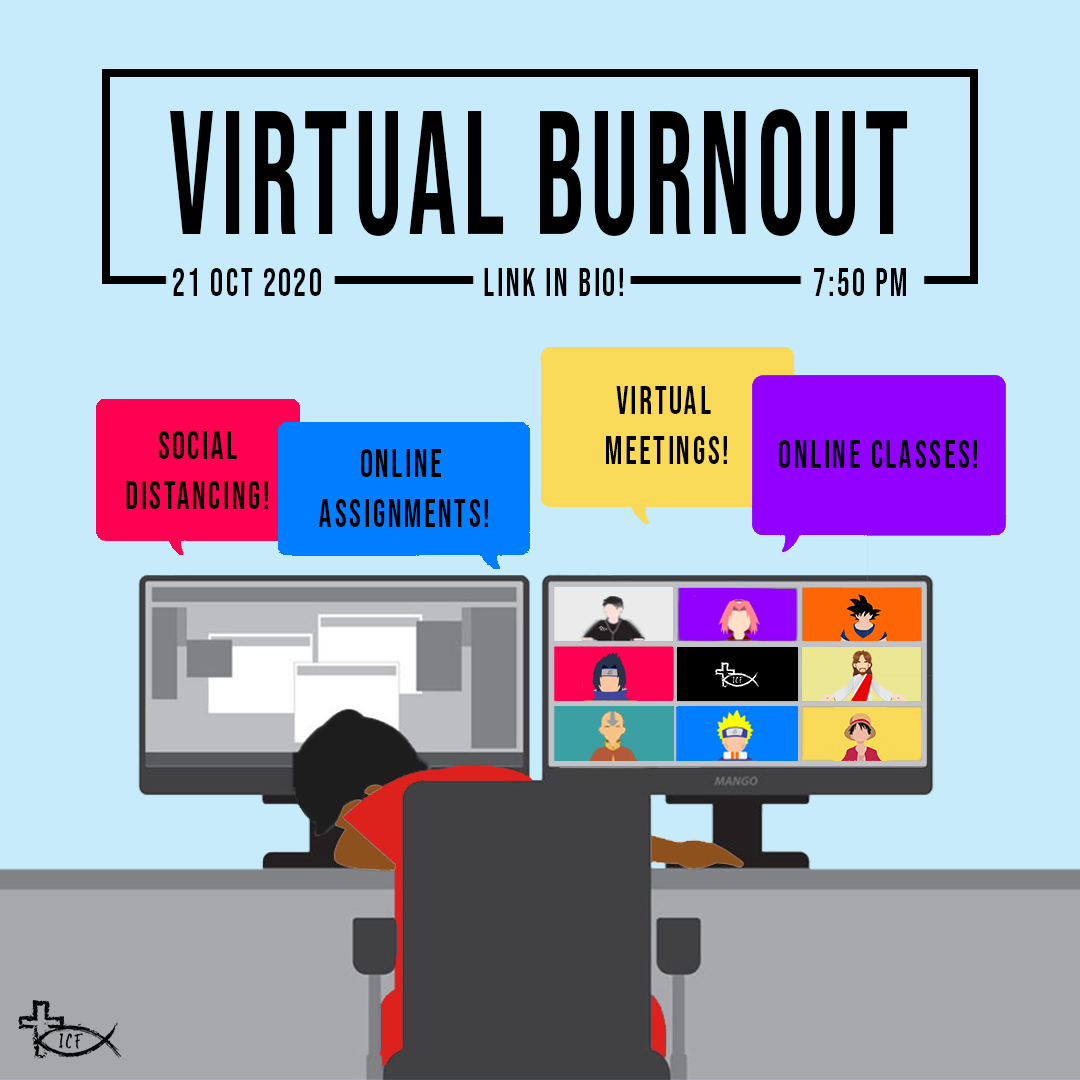 VIRTUAL BURNOUT
21 OCT 2020 LINK IN BIO! 7:50 PM
SOCIAL
DISTANCING!
ONLINE
ASSIGNMENTS!
VIRTUAL
MEETINGS!
ONLINE CLASSES!
ICF
MANGO
ICF